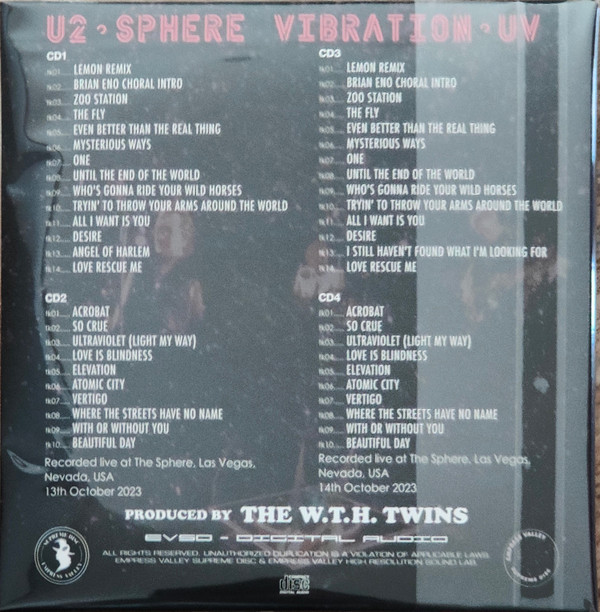 U2 · SPHERE VIBRATION · UV
CD1
tk01..... LEMON REMIX
tk02..... BRIAN ENO CHORAL INTRO
tk03..... ZOO STATION
tk04..... THE FLY
tk05..... EVEN BETTER THAN THE REAL THING
tk06..... MYSTERIOUS WAYS
tk07..... ONE
tk08..... UNTIL THE END OF THE WORLD
tk09..... WHO'S GONNA RIDE YOUR WILD HORSES
tk10..... TRYIN' TO THROW YOUR ARMS AROUND THE WORLD
tk11..... ALL I WANT IS YOU
tk12..... DESIRE
tk13..... ANGEL OF HARLEM
tk14..... LOVE RESCUE ME
CD2
tk01..... ACROBAT
tk02..... SO CRUE
tk03..... ULTRAVIOLET (LIGHT MY WAY)
tk04..... LOVE IS BLINDNESS
tk05..... ELEVATION
tk06..... ATOMIC CITY
tk07..... VERTIGO
tk08..... WHERE THE STREETS HAVE NO NAME
tk09..... WITH OR WITHOUT YOU
tk10..... BEAUTIFUL DAY
Recorded live at The Sphere, Las Vegas,
Nevada, USA
13th October 2023
CD3
tk01..... LEMON REMIX
tk02..... BRIAN ENO CHORAL INTRO
tk03..... ZOO STATION
tk04..... THE FLY
tk05..... EVEN BETTER THAN THE REAL THING
tk06..... MYSTERIOUS WAYS
tk07..... ONE
tk08..... UNTIL THE END OF THE WORLD
tk09..... WHO'S GONNA RIDE YOUR WILD HORSES
tk10..... TRYIN' TO THROW YOUR ARMS AROUND THE WORLD
tk11..... ALL I WANT IS YOU
tk12..... DESIRE
tk13..... I STILL HAVEN'T FOUND WHAT I'M LOOKING FOR
tk14..... LOVE RESCUE ME
CD4
tk01..... ACROBAT
tk02..... SO CRUE
tk03..... ULTRAVIOLET (LIGHT MY WAY)
tk04..... LOVE IS BLINDNESS
tk05..... ELEVATION
tk06..... ATOMIC CITY
tk07..... VERTIGO
tk08..... WHERE THE STREETS HAVE NO NAME
tk09..... WITH OR WITHOUT YOU
tk10..... BEAUTIFUL DAY
Recorded live at The Sphere, Las Vegas,
Nevada, USA
14th October 2023
PRODUCED BY THE W.T.H. TWINS
EVSD - DIGITAL AUDIO
ALL RIGHTS RESERVED. UNAUTHORIZED DUPLICATION IS A VIOLATION OF APPLICABLE LAWS.
EMPRESS VALLEY SUPREME DISC & EMPRESS VALLEY HIGH RESOLUTION SOUND LAB.
SUPREME DISC
EMPRESS VALLEY
EMPRESS VALLEY
SUPREME DISC
disc
DIGITAL AUDIO